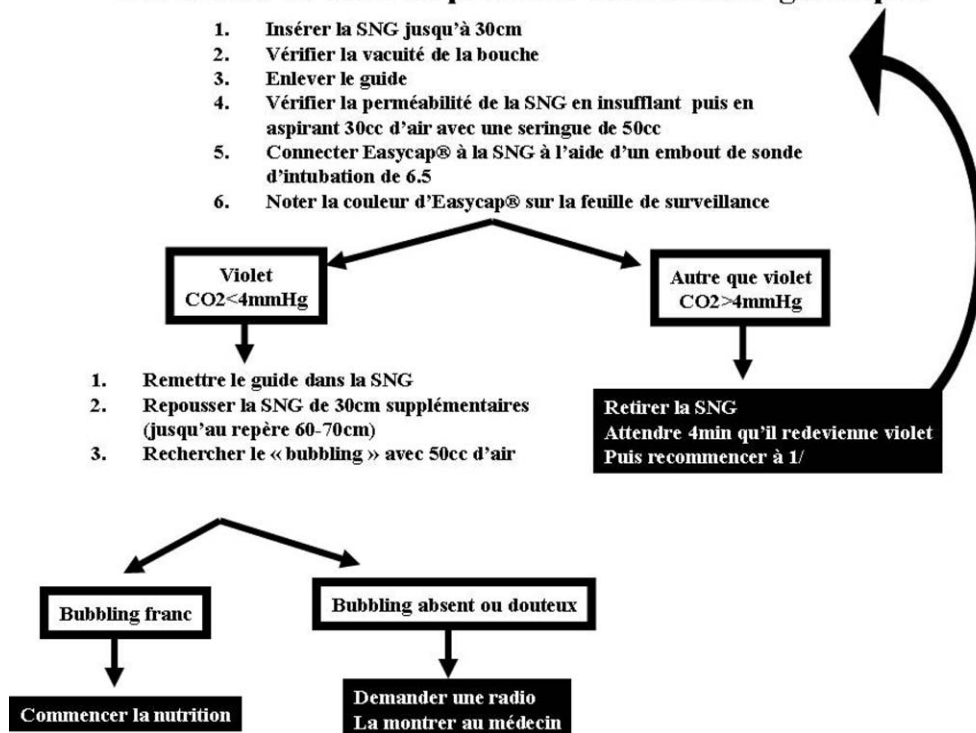 1. Insérer la SNG jusqu'à 30cm
2. Vérifier la vacuité de la bouche
3. Enlever le guide
4. Vérifier la perméabilité de la SNG en insufflant puis en
aspirant 30cc d'air avec une seringue de 50cc
5. Connecter Easycap® à la SNG à l'aide d'un embout de sonde
d'intubation de 6.5
6. Noter la couleur d'Easycap® sur la feuille de surveillance
Violet
CO2<4mmHg
Autre que violet
CO2>4mmHg
1. Remettre le guide dans la SNG
2. Repousser la SNG de 30cm supplémentaires
(jusqu'au repère 60-70cm)
3. Rechercher le « bubbling » avec 50cc d'air
Retirer la SNG
Attendre 4min qu'il redevienne violet
Puis recommencer à 1/
Bubbling franc
Bubbling absent ou douteux
Commencer la nutrition
Demander une radio
La montrer au médecin